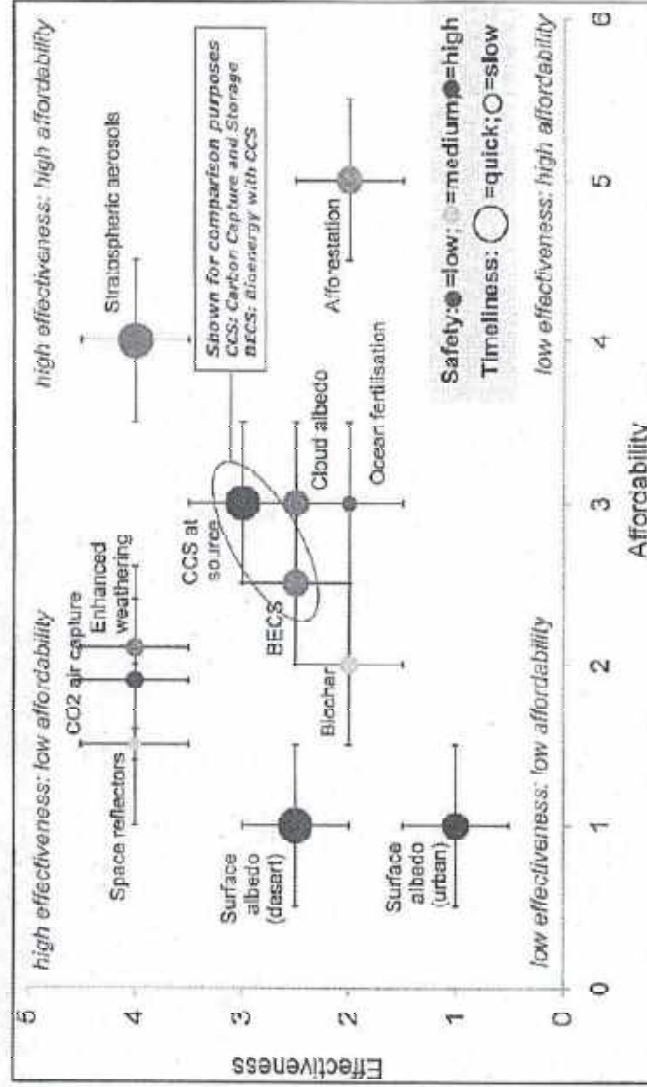 high effectiveness: low affordability
high effectiveness: high affordability
5
4
3
2
1
0
Effectiveness
0
1
2
3
4
5
6
Affordability
Space reflectors
CO2 air capture
Enhanced
weathering
Stratospheric aerosols
Shown for comparison purposes
CCS: Carbon Capture and Storage
BECS: Bioenergy with CCS
CCS at
source
BECS
Cloud albedo
Surface
albedo
(desert)
Biochar
Ocean fertilisation
Afforestation
Surface
albedo
(urban)
Safety: =low; =medium; =high
Timeliness: =quick; =slow
low effectiveness: low affordability
low effectiveness: high affordability